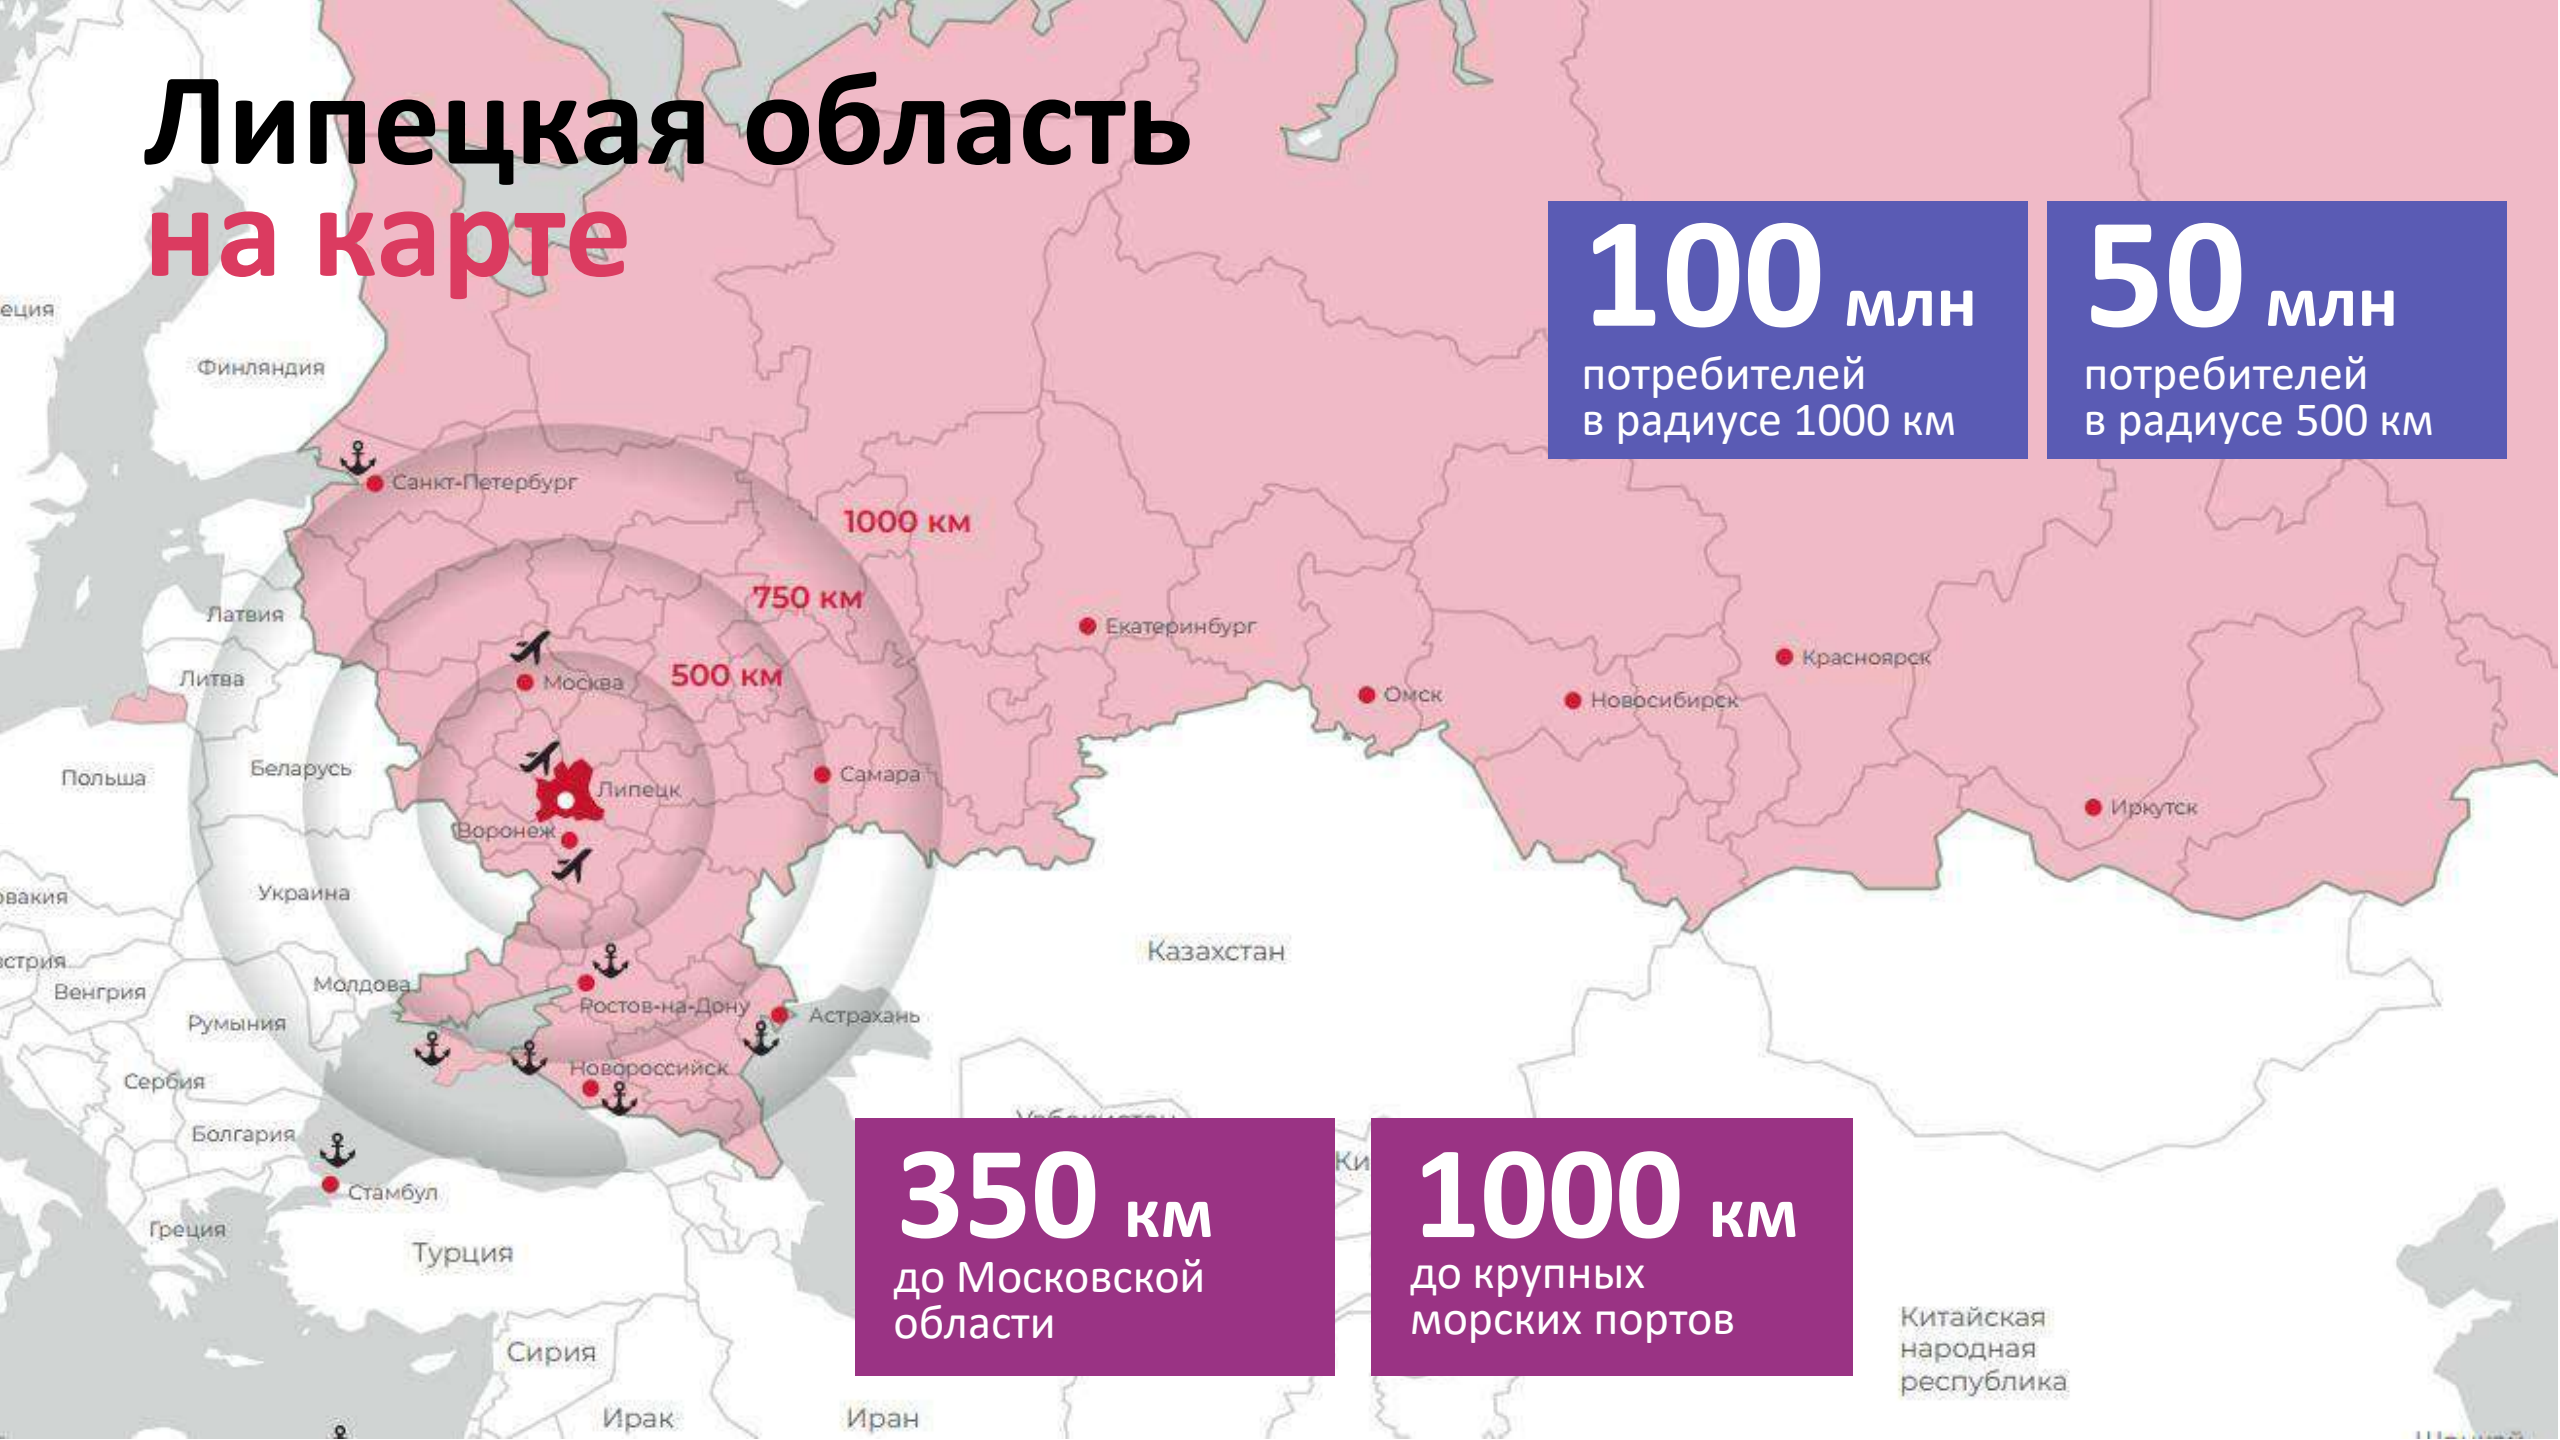 Липецкая область
на карте
100 млн
потребителей
в радиусе 1000 км
50 млн
потребителей
в радиусе 500 км
Финляндия
Санкт-Петербург
1000 км
750 км
500 км
Латвия
Литва
Москва
Екатеринбург
Красноярск
Омск
Новосибирск
Польша
Беларусь
Липецк
Самара
Иркутск
Воронеж
Украина
Казахстан
Венгрия
Молдова
Румыния
Ростов-на-Дону
Астрахань
Новороссийск
Сербия
Болгария
Стамбул
Греция
Турция
Сирия
Ирак
Иран
350 км
до Московской
области
1000 км
до крупных
морских портов
Китайская
народная
республика